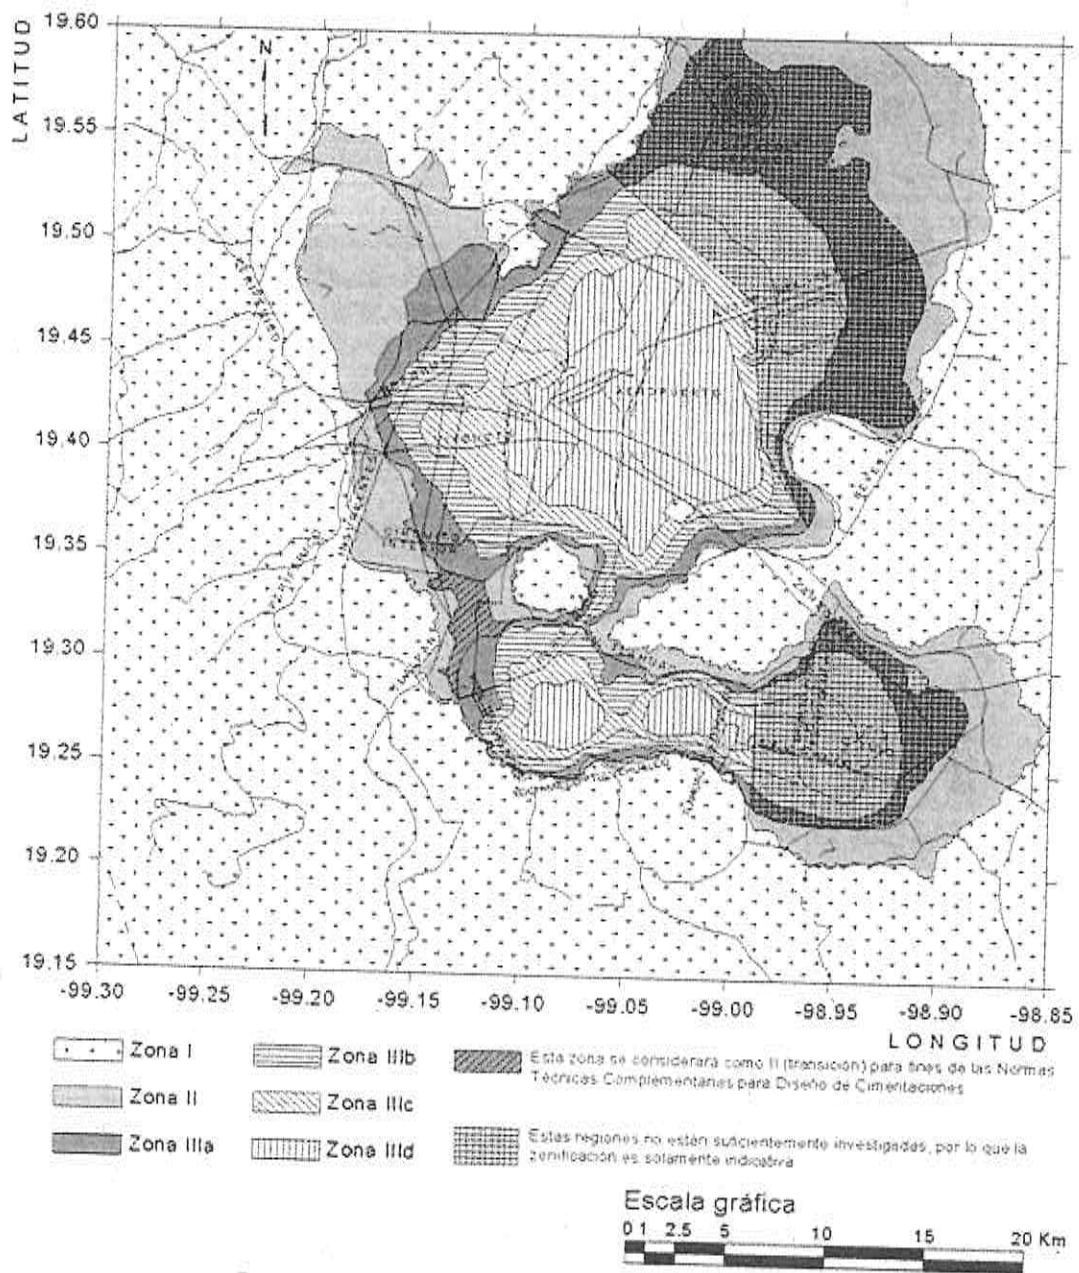 LATITUD
19.60
19.55
19.50
19.45
19.40
19.35
19.30
19.25
19.20
19.15
N
AEROPUERTO
-99.30 -99.25 -99.20 -99.15 -99.10 -99.05 -99.00 -98.95 -98.90 -98.85
LONGITUD
Zona I
Zona II
Zona IIIa
Zona IIIb
Zona IIIc
Zona IIId
Esta zona se considerará como II (transición) para fines de las Normas
Técnicas Complementarias para Diseño de Cimentaciones
Estas regiones no están suficientemente investigadas, por lo que la
zonificación es solamente indicativa
Escala gráfica
0 1 2.5 5 10 15 20 Km